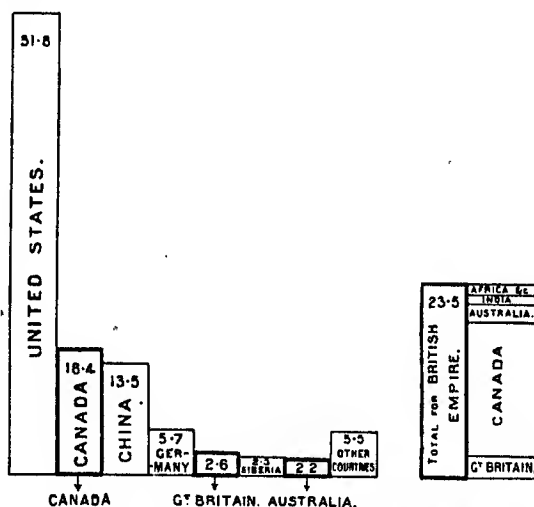 51·8
UNITED STATES.
16·4
CANADA
13·5
CHINA.
5·7
GER-
-MANY
2·6
2·3
SIBERIA
2·2
5·5
OTHER
COUNTRIES
CANADA
GT BRITAIN. AUSTRALIA.
23·5
TOTAL FOR BRITISH
EMPIRE.
AFRICA &c
INDIA
AUSTRALIA.
CANADA
GT BRITAIN.